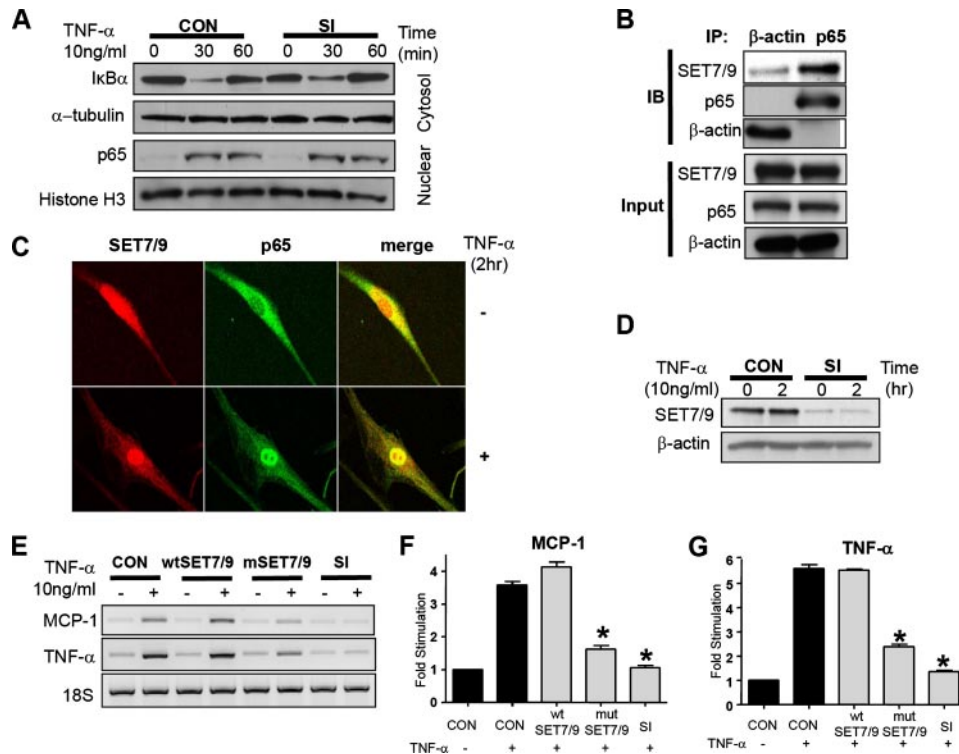 A
TNF-α CON SI Time
10ng/ml 0 30 60 0 30 60 (min)
IκBα
α-tubulin
Cytosol
p65
Histone H3
Nuclear
B
IP: β-actin p65
SET7/9
p65
β-actin
IB
SET7/9
p65
β-actin
Input
C
SET7/9 p65 merge TNF-α
(2hr)
-
+
D
TNF-α CON SI Time
(10ng/ml) 0 2 0 2 (hr)
SET7/9
β-actin
E
TNF-α CON wtSET7/9 mSET7/9 SI
10ng/ml - + - + - + - +
MCP-1
TNF-α
18S
F
MCP-1
Fold Stimulation
4
2
0
* *
CON CON wt SET7/9 mut SET7/9 SI
TNF-α - + + + +
G
TNF-α
Fold Stimulation
6
5
4
3
2
1
0
* *
CON CON wt SET7/9 mut SET7/9 SI
TNF-α - + + + +